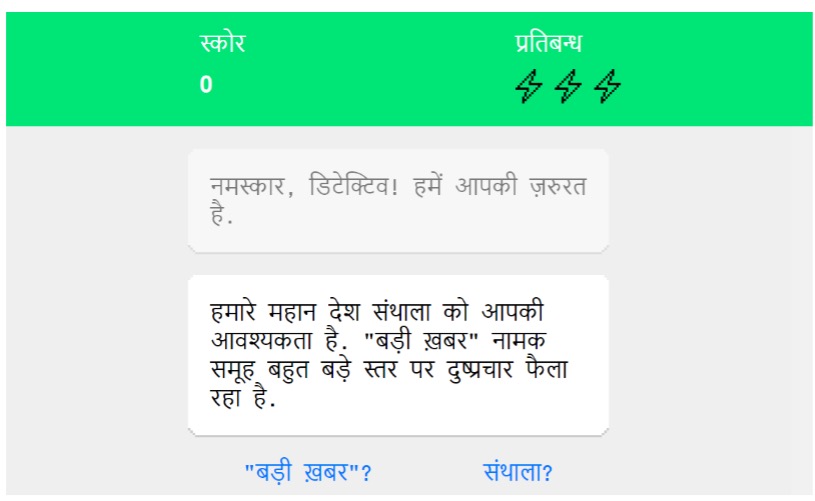 स्कोर
प्रतिबन्ध
0
नमस्कार, डिटेक्टिव! हमें आपकी ज़रुरत
है.
हमारे महान देश संथाला को आपकी
आवश्यकता है. "बड़ी ख़बर" नामक
समूह बहुत बड़े स्तर पर दुष्प्रचार फैला
रहा है.
"बड़ी ख़बर"?
संथाला?